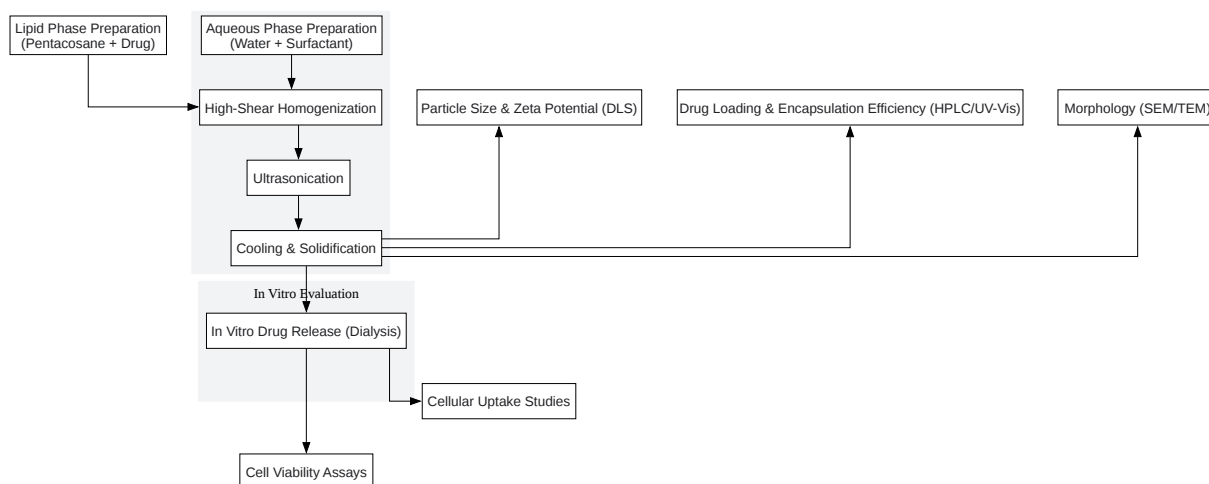 Lipid Phase Preparation
(Pentacosane + Drug)
Aqueous Phase Preparation
(Water + Surfactant)
High-Shear Homogenization
Particle Size & Zeta Potential (DLS)
Drug Loading & Encapsulation Efficiency (HPLC/UV-Vis)
Morphology (SEM/TEM)
Ultrasonication
Cooling & Solidification
In Vitro Evaluation
In Vitro Drug Release (Dialysis)
Cellular Uptake Studies
Cell Viability Assays